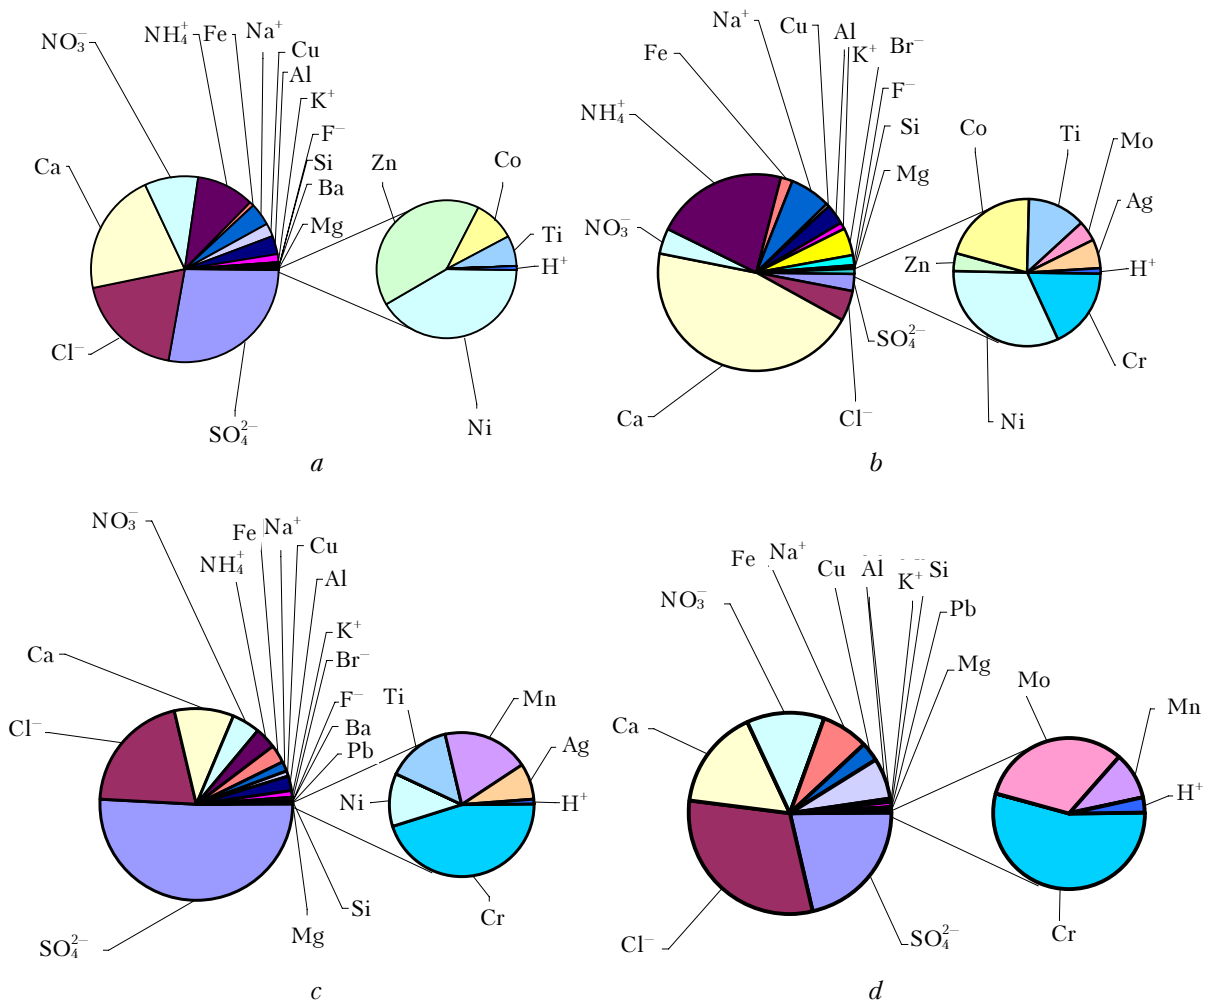 NO₃⁻
NH₄⁺
Fe
Na⁺
Cu
Al
K⁺
F⁻
Si
Ba
Mg
Ca
Cl⁻
SO₄²⁻
Zn
Co
Ti
H⁺
Ni
a
Na⁺
Cu
Al
K⁺
Br⁻
F⁻
Si
Mg
Fe
NH₄⁺
NO₃⁻
Ca
Cl⁻
SO₄²⁻
Co
Ti
Mo
Ag
Zn
H⁺
Cr
Ni
b
NO₃⁻
Fe
Na⁺
NH₄⁺
Cu
Al
K⁺
Br⁻
F⁻
Ba
Pb
Ca
Cl⁻
SO₄²⁻
Mg
Si
Ti
Mn
Ag
Ni
H⁺
Cr
c
Fe
Na⁺
Cu
Al
K⁺
Si
Pb
Mg
NO₃⁻
Ca
Cl⁻
SO₄²⁻
Mo
Mn
H⁺
Cr
d